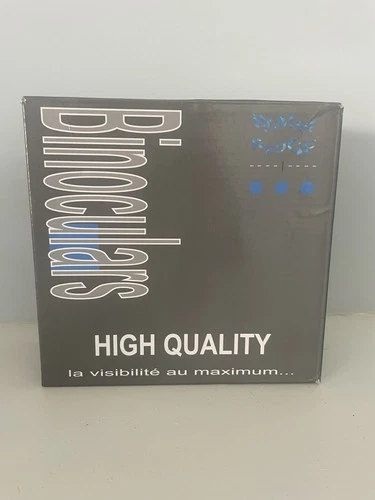 Binoculars
HIGH QUALITY
la visibilité au maximum...